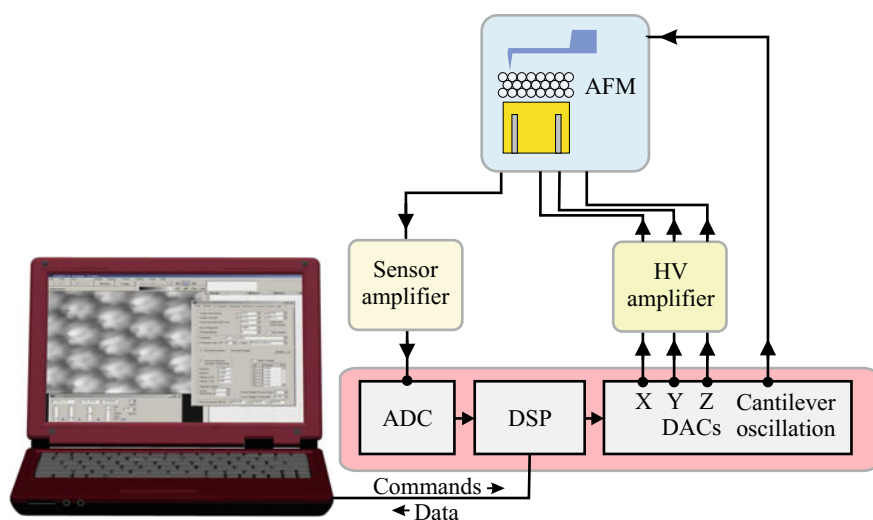 AFM
Sensor
amplifier
HV
amplifier
ADC
DSP
X Y Z Cantilever
DACs oscillation
Commands
Data